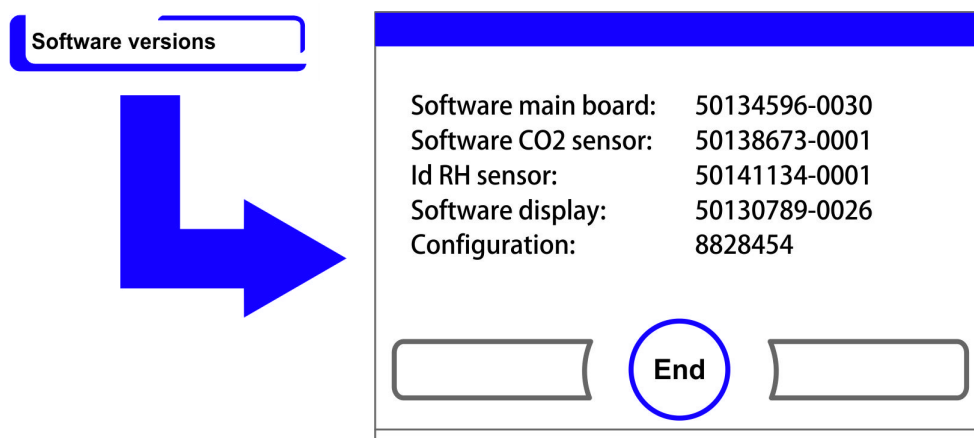 Software versions
Software main board: 50134596-0030
Software CO2 sensor: 50138673-0001
Id RH sensor: 50141134-0001
Software display: 50130789-0026
Configuration: 8828454
End